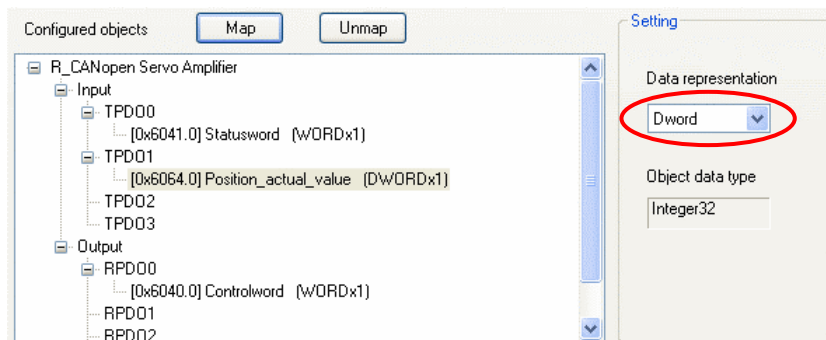 Configured objects
Map
Unmap
R_CANopen Servo Amplifier
Input
TPDO0
[0x6041.0] Statusword (WORDx1)
TPDO1
[0x6064.0] Position_actual_value (DWORDx1)
TPDO2
TPDO3
Output
RPDO0
[0x6040.0] Controlword (WORDx1)
RPDO1
RPDO2
Setting
Data representation
Dword
Object data type
Integer32